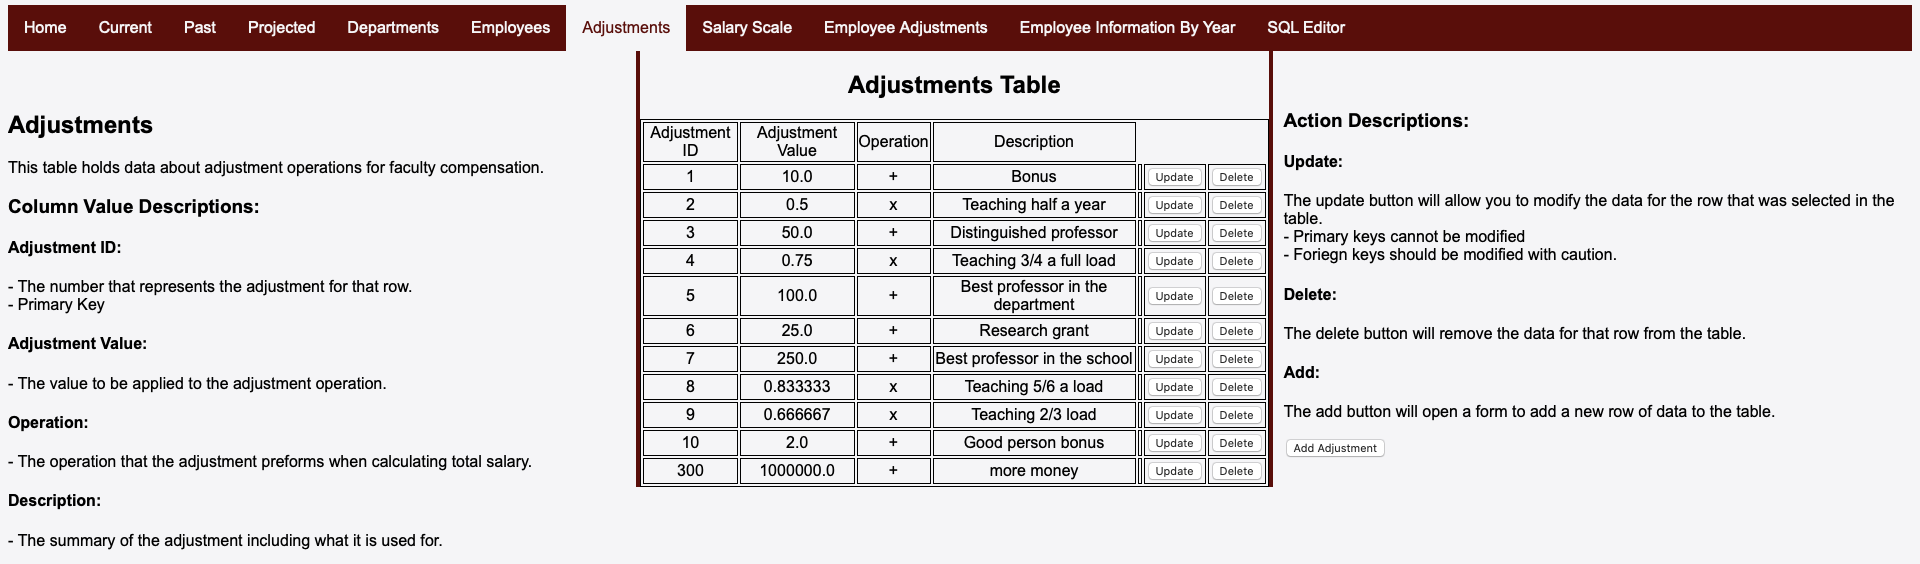 Home Current Past Projected Departments Employees Adjustments Salary Scale Employee Adjustments Employee Information By Year SQL Editor
Adjustments
This table holds data about adjustment operations for faculty compensation.
Column Value Descriptions:
Adjustment ID:
- The number that represents the adjustment for that row.
- Primary Key
Adjustment Value:
- The value to be applied to the adjustment operation.
Operation:
- The operation that the adjustment preforms when calculating total salary.
Description:
- The summary of the adjustment including what it is used for.
Adjustments Table
Adjustment ID Adjustment Value Operation Description
1 10.0 + Bonus Update Delete
2 0.5 x Teaching half a year Update Delete
3 50.0 + Distinguished professor Update Delete
4 0.75 x Teaching 3/4 a full load Update Delete
5 100.0 + Best professor in the department Update Delete
6 25.0 + Research grant Update Delete
7 250.0 + Best professor in the school Update Delete
8 0.833333 x Teaching 5/6 a load Update Delete
9 0.666667 x Teaching 2/3 load Update Delete
10 2.0 + Good person bonus Update Delete
300 1000000.0 + more money Update Delete
Action Descriptions:
Update:
The update button will allow you to modify the data for the row that was selected in the
table.
- Primary keys cannot be modified
- Foriegn keys should be modified with caution.
Delete:
The delete button will remove the data for that row from the table.
Add:
The add button will open a form to add a new row of data to the table.
Add Adjustment